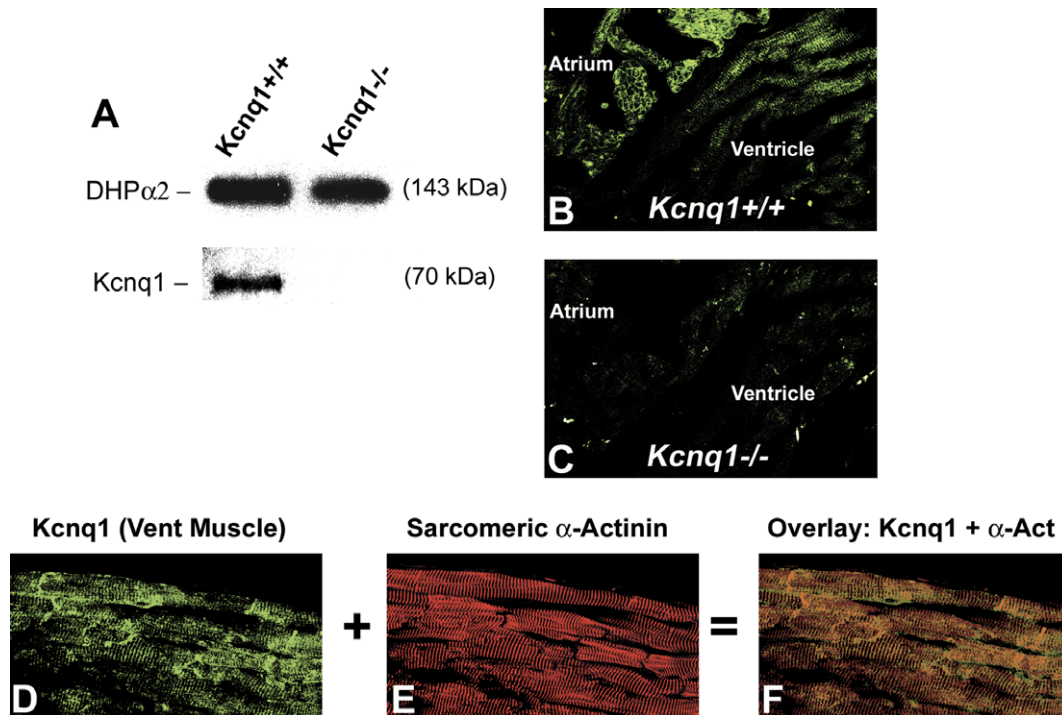 A
Kcnq1+/+
Kcnq1-/-
DHPα2 –
(143 kDa)
Kcnq1 –
(70 kDa)
Atrium
Ventricle
B
Kcnq1+/+
Atrium
Ventricle
C
Kcnq1-/-
Kcnq1 (Vent Muscle)
Sarcomeric α-Actinin
Overlay: Kcnq1 + α-Act
D
+
E
=
F